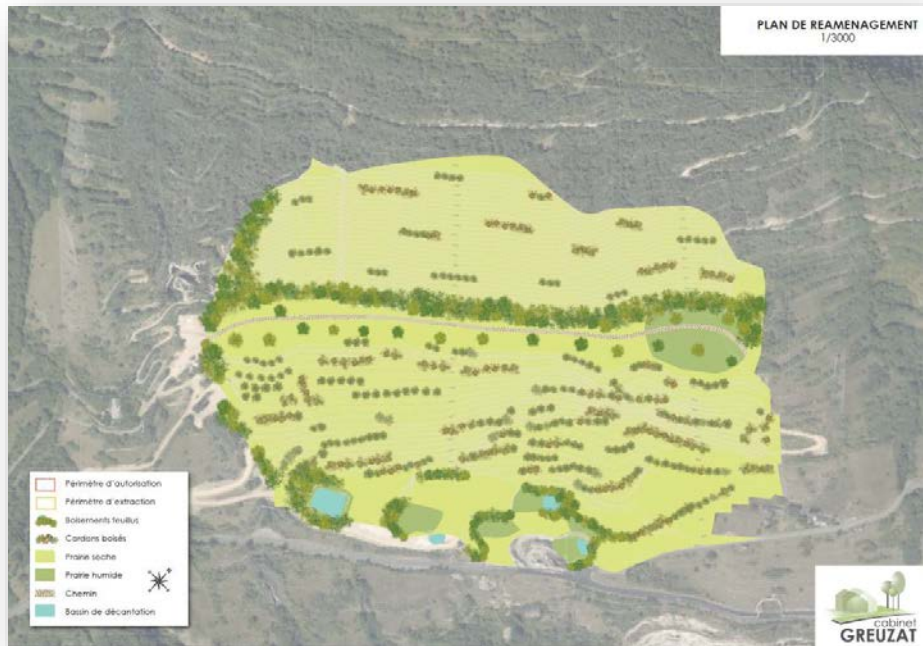 PLAN DE REAMENAGEMENT
1/3000
Périmètre d'autorisation
Périmètre d'extraction
Boisements feuillus
Cordons boisés
Prairie sèche
Prairie humide
Chemin
Bassin de décantation
cabinet
GREUZAT